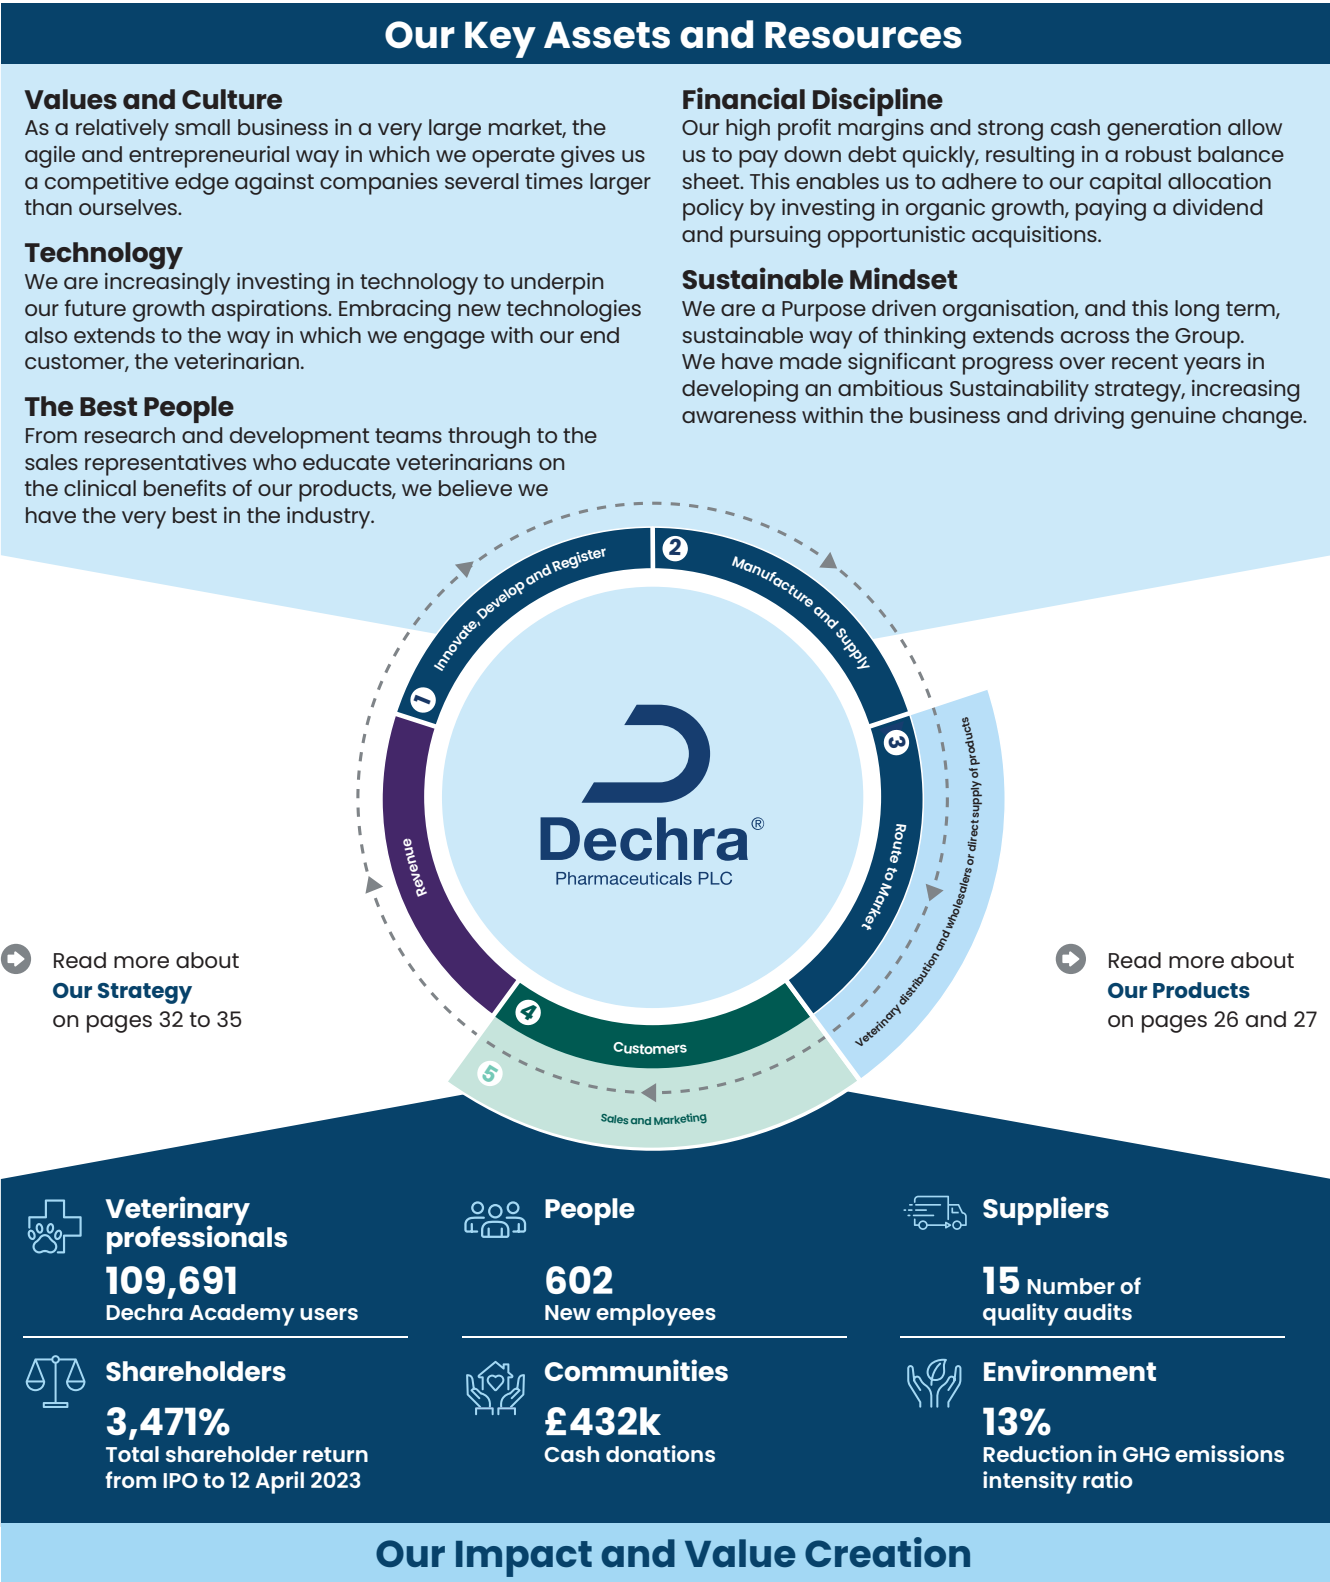 Our Key Assets and Resources
Values and Culture
As a relatively small business in a very large market, the
agile and entrepreneurial way in which we operate gives us
a competitive edge against companies several times larger
than ourselves.
Technology
We are increasingly investing in technology to underpin
our future growth aspirations. Embracing new technologies
also extends to the way in which we engage with our end
customer, the veterinarian.
The Best People
From research and development teams through to the
sales representatives who educate veterinarians on
the clinical benefits of our products, we believe we
have the very best in the industry.
Financial Discipline
Our high profit margins and strong cash generation allow
us to pay down debt quickly, resulting in a robust balance
sheet. This enables us to adhere to our capital allocation
policy by investing in organic growth, paying a dividend
and pursuing opportunistic acquisitions.
Sustainable Mindset
We are a Purpose driven organisation, and this long term,
sustainable way of thinking extends across the Group.
We have made significant progress over recent years in
developing an ambitious Sustainability strategy, increasing
awareness within the business and driving genuine change.
1 Innovate, Develop and Register
2 Manufacture and Supply
3 Route to Market
Veterinary distribution and wholesalers or direct supply of products
4 Customers
5 Sales and Marketing
Revenue
Dechra®
Pharmaceuticals PLC
Read more about
Our Strategy
on pages 32 to 35
Read more about
Our Products
on pages 26 and 27
Veterinary
professionals
109,691
Dechra Academy users
People
602
New employees
Suppliers
15 Number of
quality audits
Shareholders
3,471%
Total shareholder return
from IPO to 12 April 2023
Communities
£432k
Cash donations
Environment
13%
Reduction in GHG emissions
intensity ratio
Our Impact and Value Creation